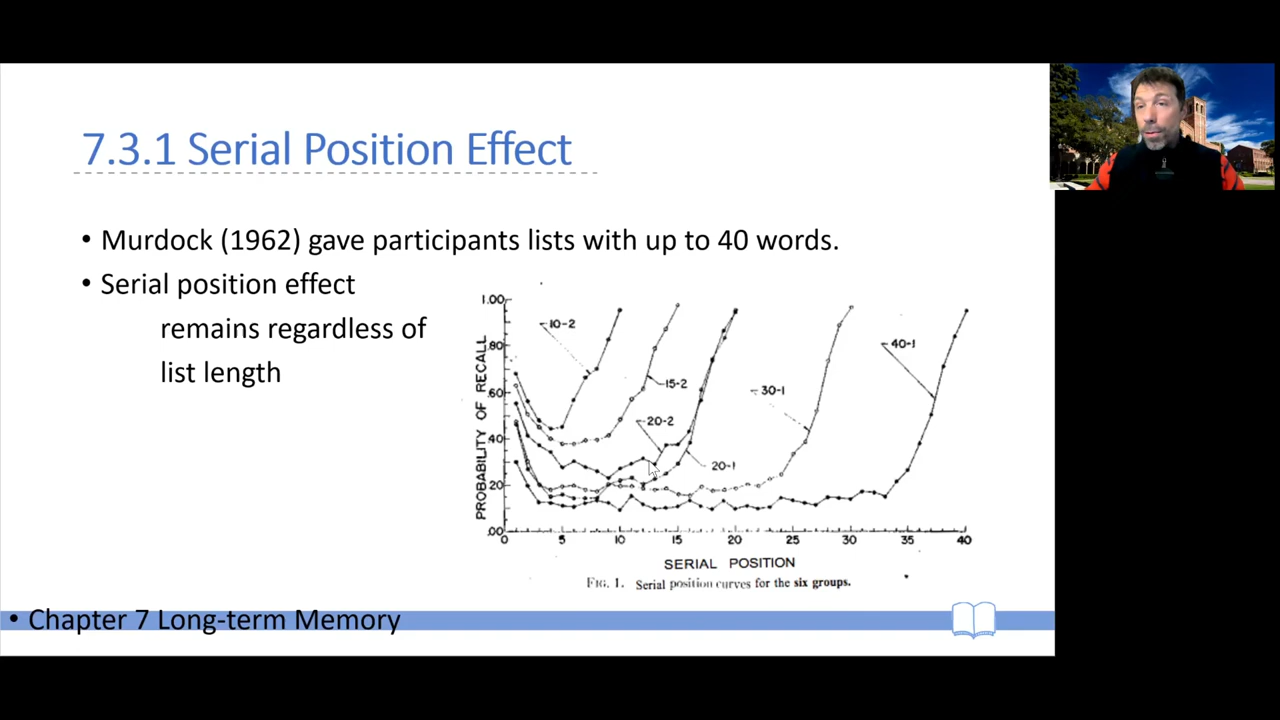 7.3.1 Serial Position Effect
• Murdock (1962) gave participants lists with up to 40 words.
• Serial position effect
remains regardless of
list length
PROBABILITY OF RECALL
1.00
.80
.60
.40
.20
.00
10-2
15-2
20-2
20-1
30-1
40-1
0 5 10 15 20 25 30 35 40
SERIAL POSITION
FIG. 1. Serial position curves for the six groups.
• Chapter 7 Long-term Memory